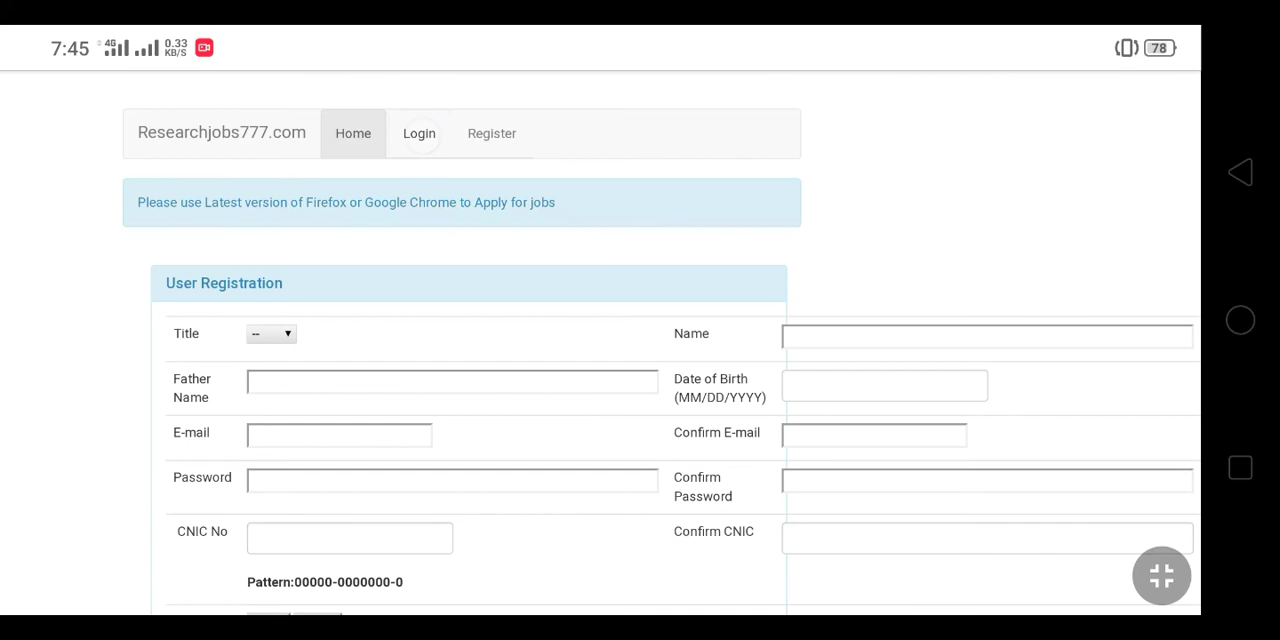 7:45 4G 0.33 KB/S 78
Researchjobs777.com Home Login Register
Please use Latest version of Firefox or Google Chrome to Apply for jobs
User Registration
Title -- Name
Father Name Date of Birth (MM/DD/YYYY)
E-mail Confirm E-mail
Password Confirm Password
CNIC No Confirm CNIC
Pattern:00000-0000000-0